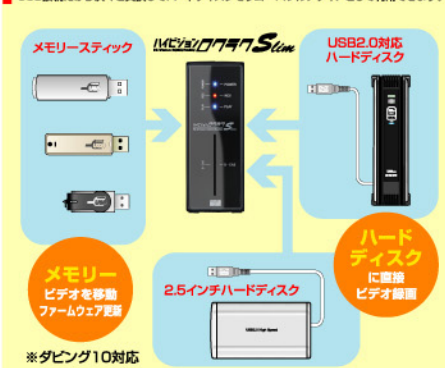 メモリースティック
ハイビジョンロクラクSlim
USB2.0対応
ハードディスク
メモリー
ビデオを移動
ファームウェア更新
ハード
ディスク
に直接
ビデオ録画
2.5インチハードディスク
※ダビング10対応